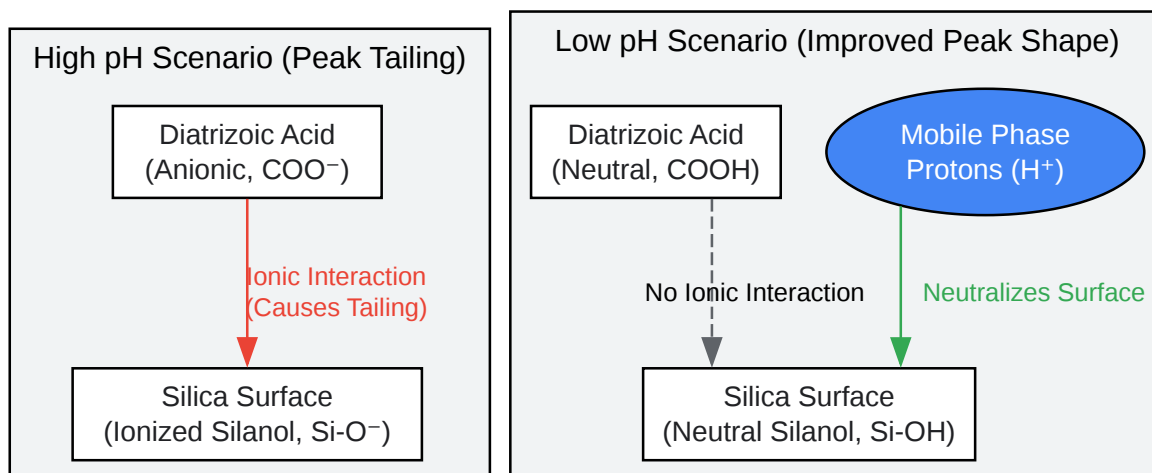 High pH Scenario (Peak Tailing)
Diatrizoic Acid
(Anionic, COO⁻)
Ionic Interaction
(Causes Tailing)
Silica Surface
(Ionized Silanol, Si-O⁻)
Low pH Scenario (Improved Peak Shape)
Diatrizoic Acid
(Neutral, COOH)
Mobile Phase
Protons (H⁺)
No Ionic Interaction
Neutralizes Surface
Silica Surface
(Neutral Silanol, Si-OH)